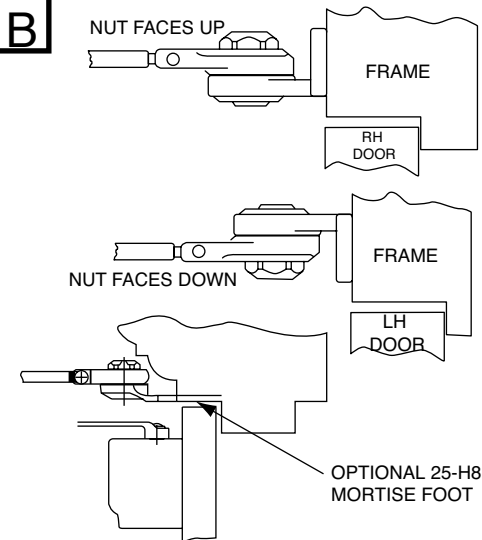 B
NUT FACES UP
FRAME
RH
DOOR
FRAME
NUT FACES DOWN
LH
DOOR
OPTIONAL 25-H8
MORTISE FOOT